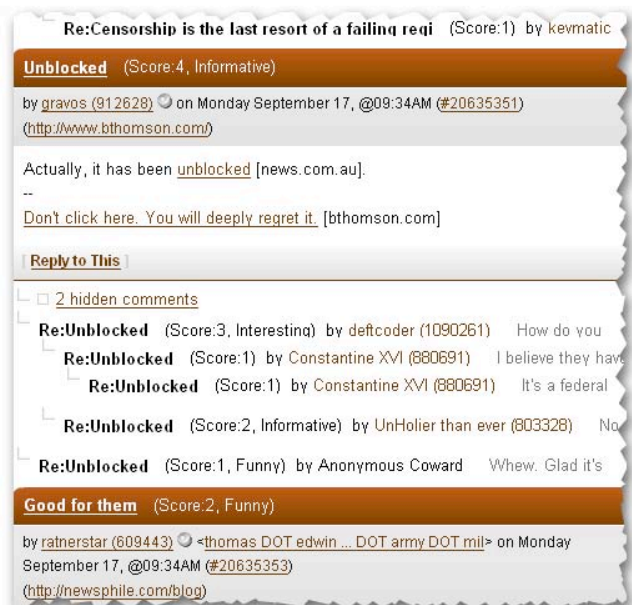 Re:Censorship is the last resort of a failing regi (Score:1) by kevmatic
Unblocked (Score:4, Informative)
by gravos (912628) on Monday September 17, @09:34AM (#20635351)
(http://www.bthomson.com/)
Actually, it has been unblocked [news.com.au].
--
Don't click here. You will deeply regret it. [bthomson.com]
[ Reply to This ]
2 hidden comments
Re:Unblocked (Score:3, Interesting) by deftcoder (1090261) How do you
Re:Unblocked (Score:1) by Constantine XVI (880691) I believe they have
Re:Unblocked (Score:1) by Constantine XVI (880691) It's a federal
Re:Unblocked (Score:2, Informative) by UnHolier than ever (803328) No
Re:Unblocked (Score:1, Funny) by Anonymous Coward Whew. Glad it's
Good for them (Score:2, Funny)
by ratnerstar (609443) <thomas DOT edwin ... DOT army DOT mil> on Monday
September 17, @09:34AM (#20635353)
(http://newsphile.com/blog)